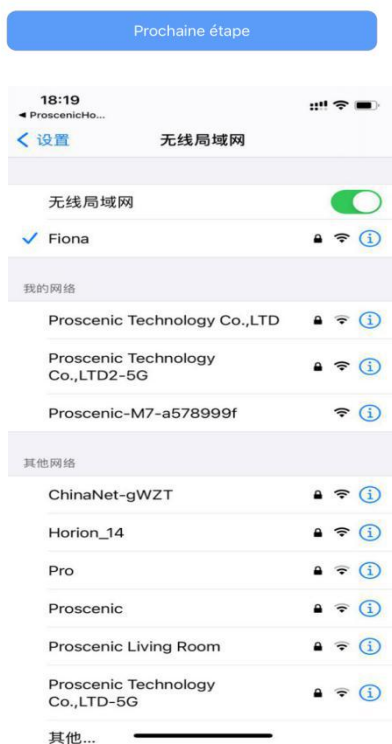 Prochaine étape
18:19
◀ ProscenicHo...
设置
无线局域网
无线局域网
Fiona
我的网络
Proscenic Technology Co.,LTD
Proscenic Technology
Co.,LTD2-5G
Proscenic-M7-a578999f
其他网络
ChinaNet-gWZT
Horion_14
Pro
Proscenic
Proscenic Living Room
Proscenic Technology
Co.,LTD-5G
其他...